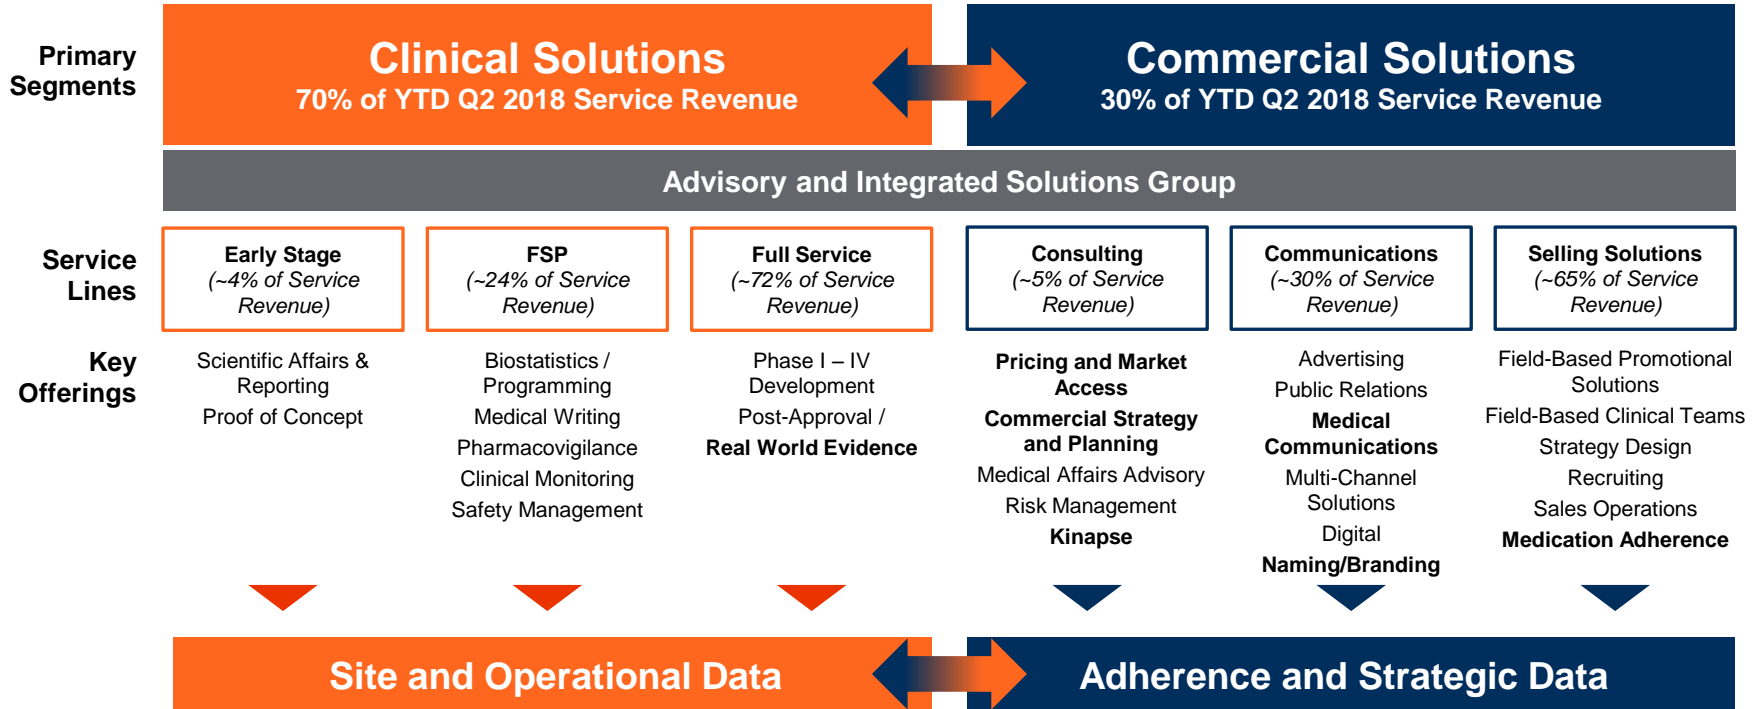 Primary
Segments
Clinical Solutions
70% of YTD Q2 2018 Service Revenue
Commercial Solutions
30% of YTD Q2 2018 Service Revenue
Advisory and Integrated Solutions Group
Service
Lines
Early Stage
(~4% of Service
Revenue)
FSP
(~24% of Service
Revenue)
Full Service
(~72% of Service
Revenue)
Consulting
(~5% of Service
Revenue)
Communications
(~30% of Service
Revenue)
Selling Solutions
(~65% of Service
Revenue)
Key
Offerings
Scientific Affairs &
Reporting
Proof of Concept
Biostatistics /
Programming
Medical Writing
Pharmacovigilance
Clinical Monitoring
Safety Management
Phase I – IV
Development
Post-Approval /
Real World Evidence
Pricing and Market
Access
Commercial Strategy
and Planning
Medical Affairs Advisory
Risk Management
Kinapse
Advertising
Public Relations
Medical
Communications
Multi-Channel
Solutions
Digital
Naming/Branding
Field-Based Promotional
Solutions
Field-Based Clinical Teams
Strategy Design
Recruiting
Sales Operations
Medication Adherence
Site and Operational Data
Adherence and Strategic Data